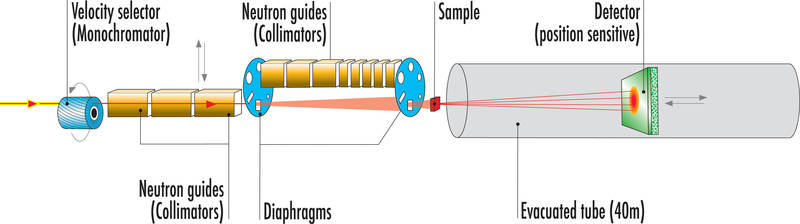 Velocity selector
(Monochromator)
Neutron guides
(Collimators)
Sample
Detector
(position sensitive)
Neutron guides
(Collimators)
Diaphragms
Evacuated tube (40m)